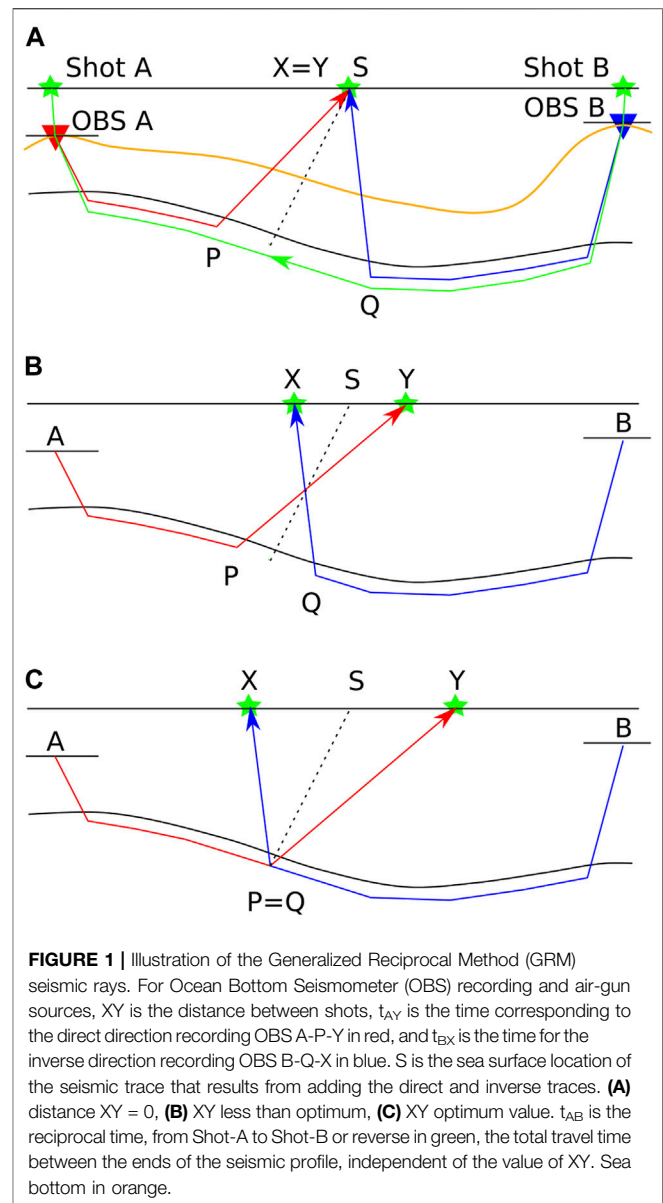 A
Shot A
X=Y S
Shot B
OBS A
OBS B
P
Q
B
X S Y
A
B
P
Q
C
X S Y
A
B
P=Q
FIGURE 1 | Illustration of the Generalized Reciprocal Method (GRM)
seismic rays. For Ocean Bottom Seismometer (OBS) recording and air-gun
sources, XY is the distance between shots, tAY is the time corresponding to
the direct direction recording OBS A-P-Y in red, and tBX is the time for the
inverse direction recording OBS B-Q-X in blue. S is the sea surface location of
the seismic trace that results from adding the direct and inverse traces. (A)
distance XY = 0, (B) XY less than optimum, (C) XY optimum value. tAB is the
reciprocal time, from Shot-A to Shot-B or reverse in green, the total travel time
between the ends of the seismic profile, independent of the value of XY. Sea
bottom in orange.